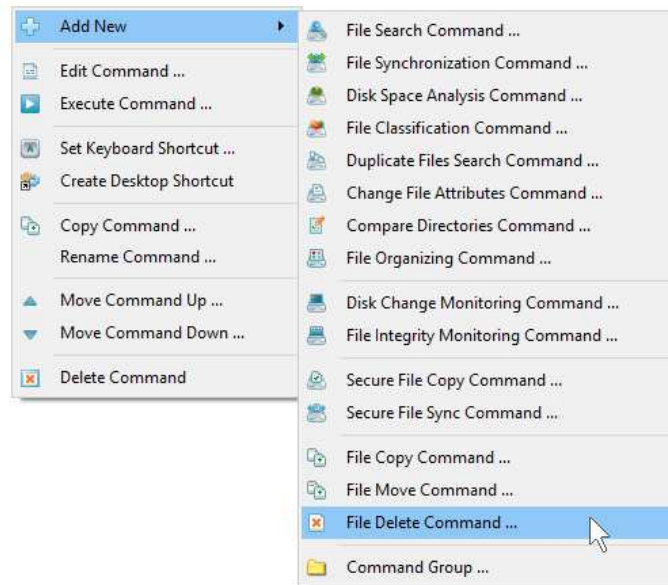 Add New
Edit Command ...
Execute Command ...
Set Keyboard Shortcut ...
Create Desktop Shortcut
Copy Command ...
Rename Command ...
Move Command Up ...
Move Command Down ...
Delete Command
File Search Command ...
File Synchronization Command ...
Disk Space Analysis Command ...
File Classification Command ...
Duplicate Files Search Command ...
Change File Attributes Command ...
Compare Directories Command ...
File Organizing Command ...
Disk Change Monitoring Command ...
File Integrity Monitoring Command ...
Secure File Copy Command ...
Secure File Sync Command ...
File Copy Command ...
File Move Command ...
File Delete Command ...
Command Group ...